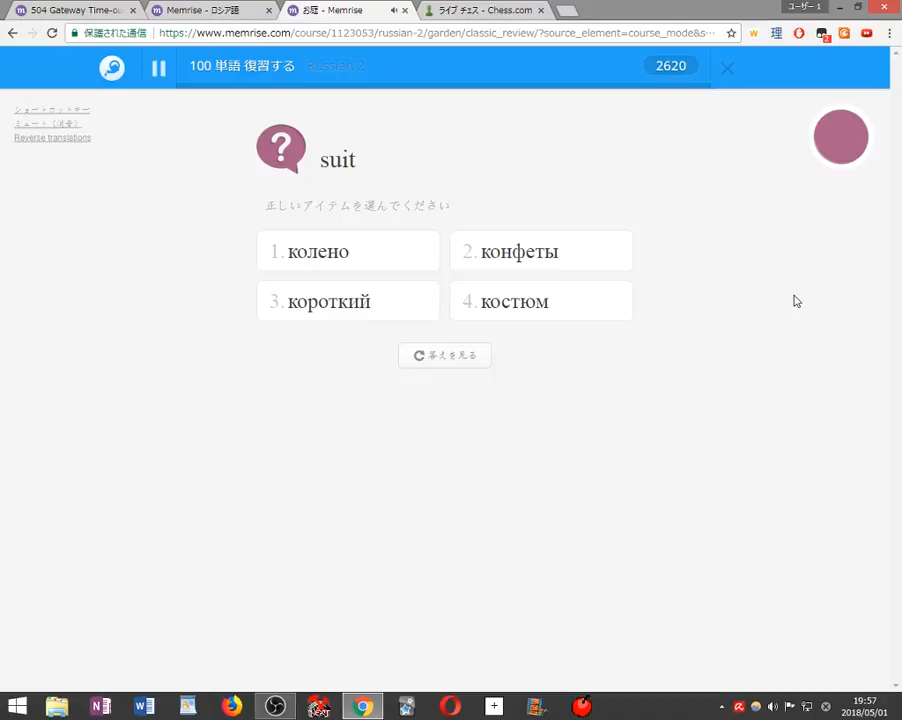 504 Gateway Time-ou
Memrise - ロシア語
お庭 - Memrise
ライブ チェス - Chess.com
ユーザー 1
保護された通信
https://www.memrise.com/course/1123053/russian-2/garden/classic_review/?source_element=course_mode&s…
100 単語 復習する
Russian 2
2620
ショートカットキー
ミュート（消音）
Reverse translations
suit
正しいアイテムを選んでください
1. колено
2. конфеты
3. короткий
4. костюм
答えを見る
19:57
2018/05/01